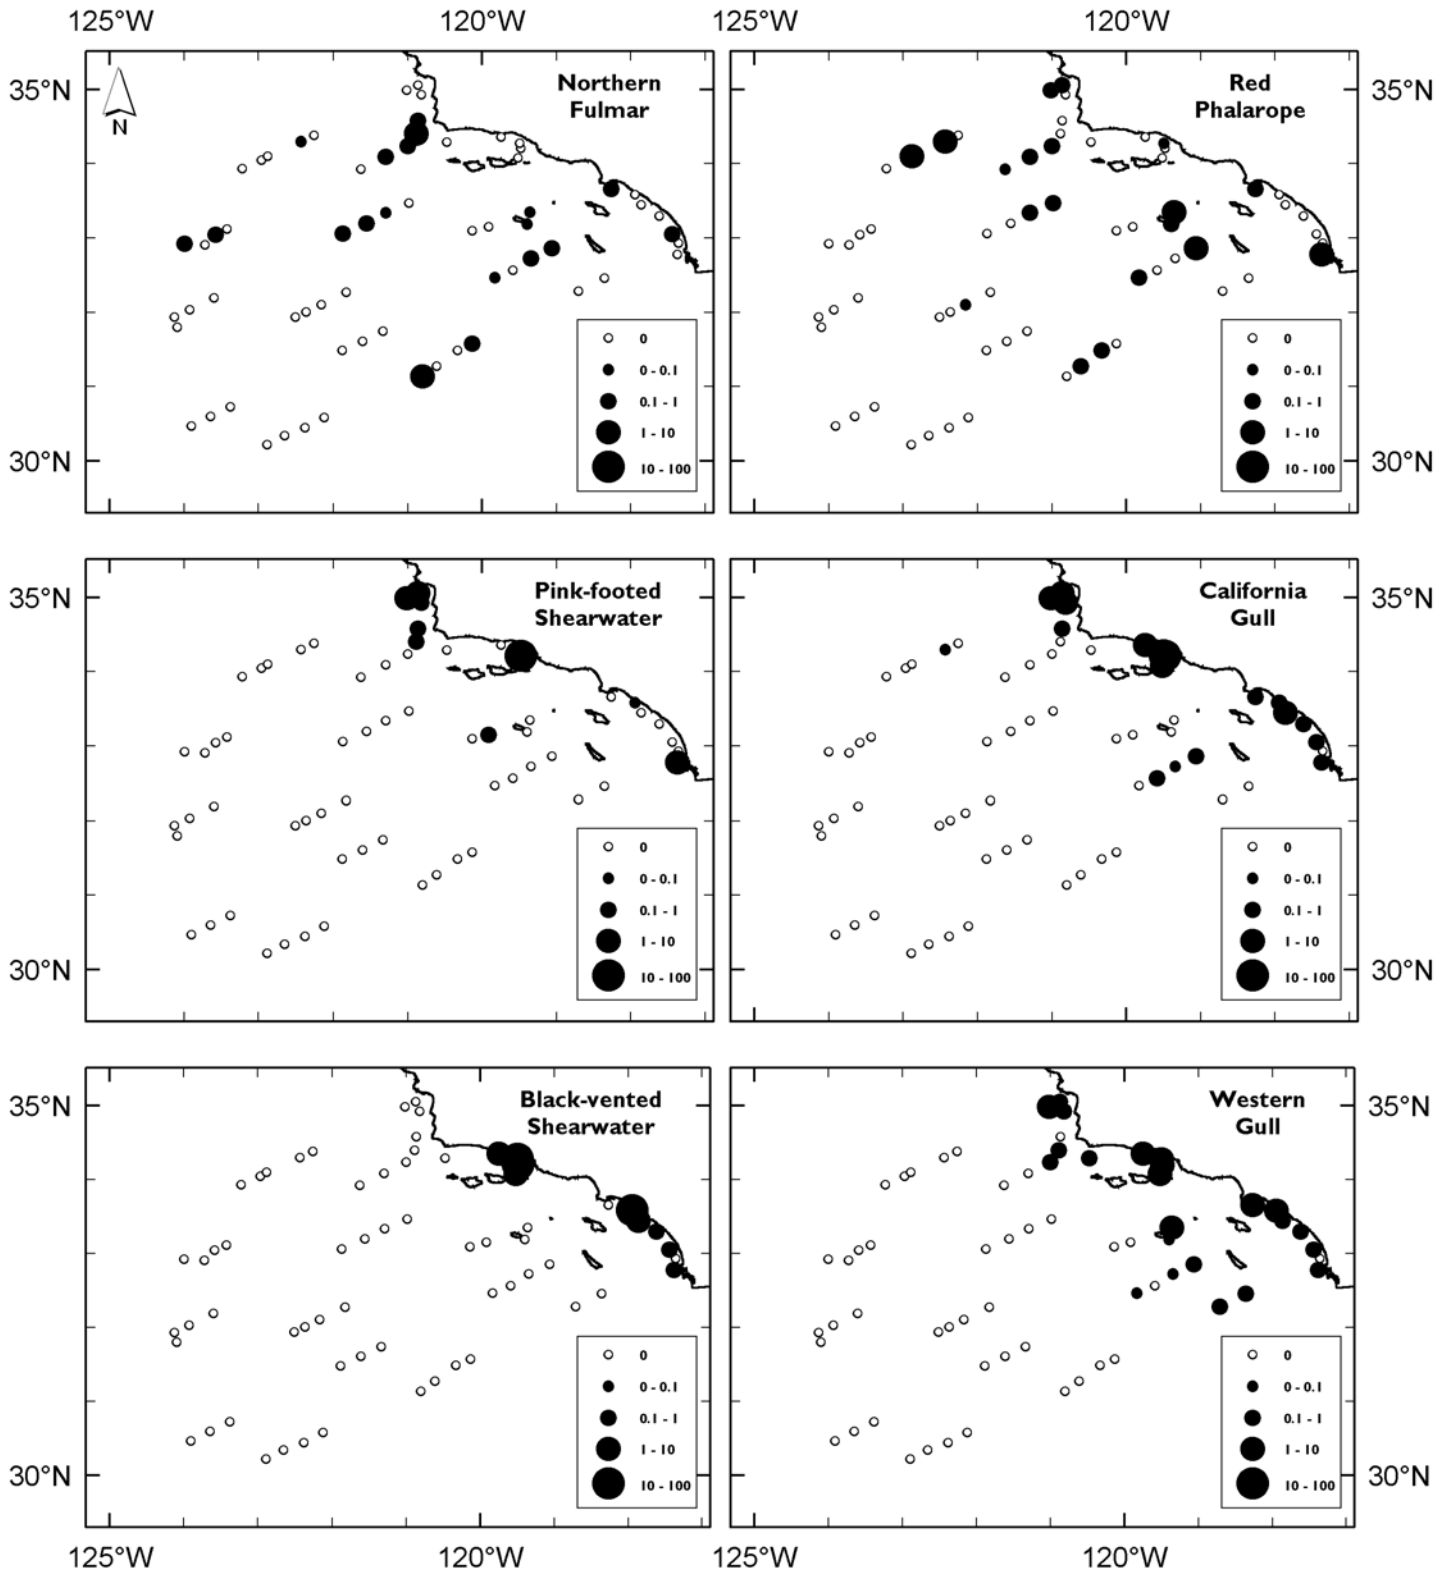 125°W 120°W 125°W 120°W
35°N
N
Northern
Fulmar
0
0 - 0.1
0.1 - 1
1 - 10
10 - 100
30°N
Red
Phalarope
35°N
0
0 - 0.1
0.1 - 1
1 - 10
10 - 100
30°N
35°N
Pink-footed
Shearwater
0
0 - 0.1
0.1 - 1
1 - 10
10 - 100
30°N
California
Gull
35°N
0
0 - 0.1
0.1 - 1
1 - 10
10 - 100
30°N
35°N
Black-vented
Shearwater
0
0 - 0.1
0.1 - 1
1 - 10
10 - 100
30°N
Western
Gull
35°N
0
0 - 0.1
0.1 - 1
1 - 10
10 - 100
30°N
125°W 120°W 125°W 120°W